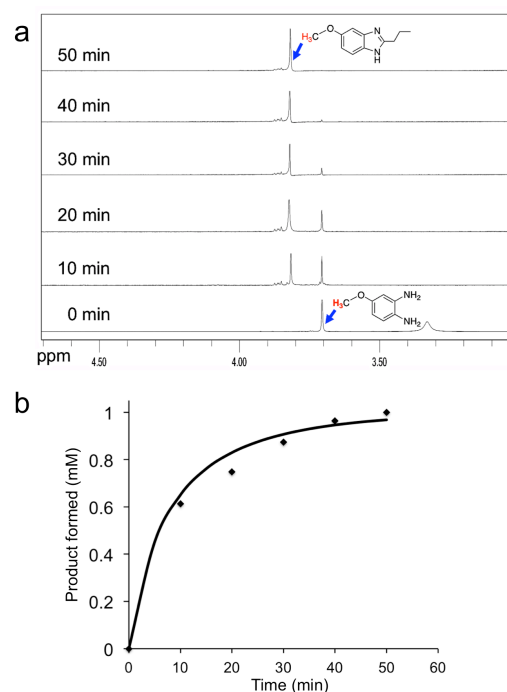 a
H₃C O N N H
50 min
40 min
30 min
20 min
10 min
0 min
H₃C O NH₂ NH₂
ppm 4.50 4.00 3.50
b
Product formed (mM)
1
0.8
0.6
0.4
0.2
0
0 10 20 30 40 50 60
Time (min)